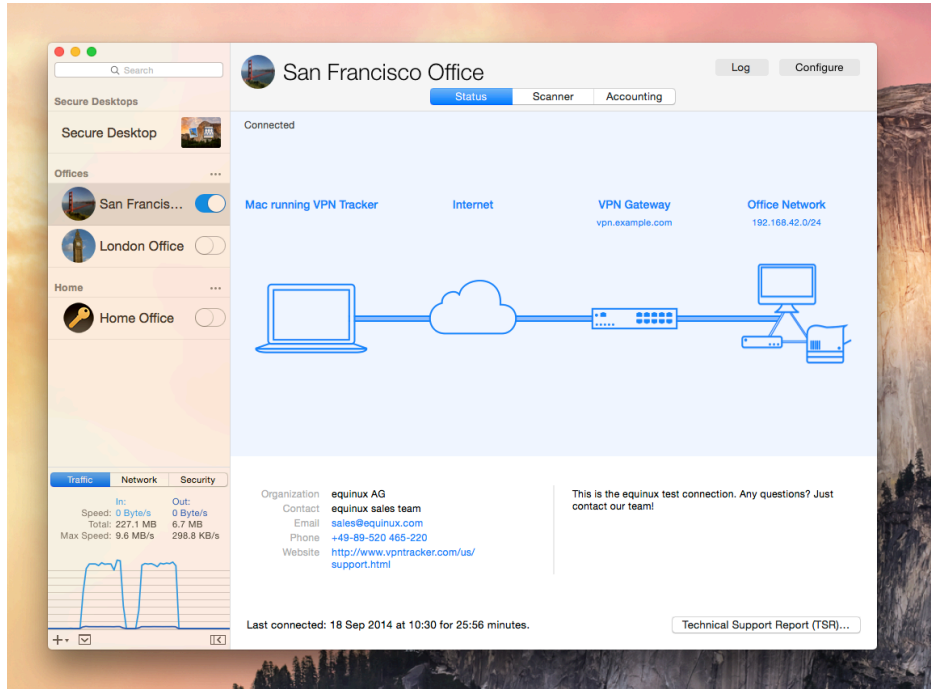 Search
Secure Desktops
Secure Desktop
Offices
San Francis...
London Office
Home
Home Office
Traffic Network Security
In: Out:
Speed: 0 Byte/s 0 Byte/s
Total: 227.1 MB 6.7 MB
Max Speed: 9.6 MB/s 298.8 KB/s
San Francisco Office
Log Configure
Status Scanner Accounting
Connected
Mac running VPN Tracker Internet VPN Gateway Office Network
vpn.example.com 192.168.42.0/24
Organization equinux AG
Contact equinux sales team
Email sales@equinux.com
Phone +49-89-520 465-220
Website http://www.vpntracker.com/us/
support.html
This is the equinux test connection. Any questions? Just
contact our team!
Last connected: 18 Sep 2014 at 10:30 for 25:56 minutes.
Technical Support Report (TSR)...